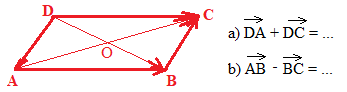 D
C
O
A
B
a) DA + DC = ...
b) AB - BC = ...